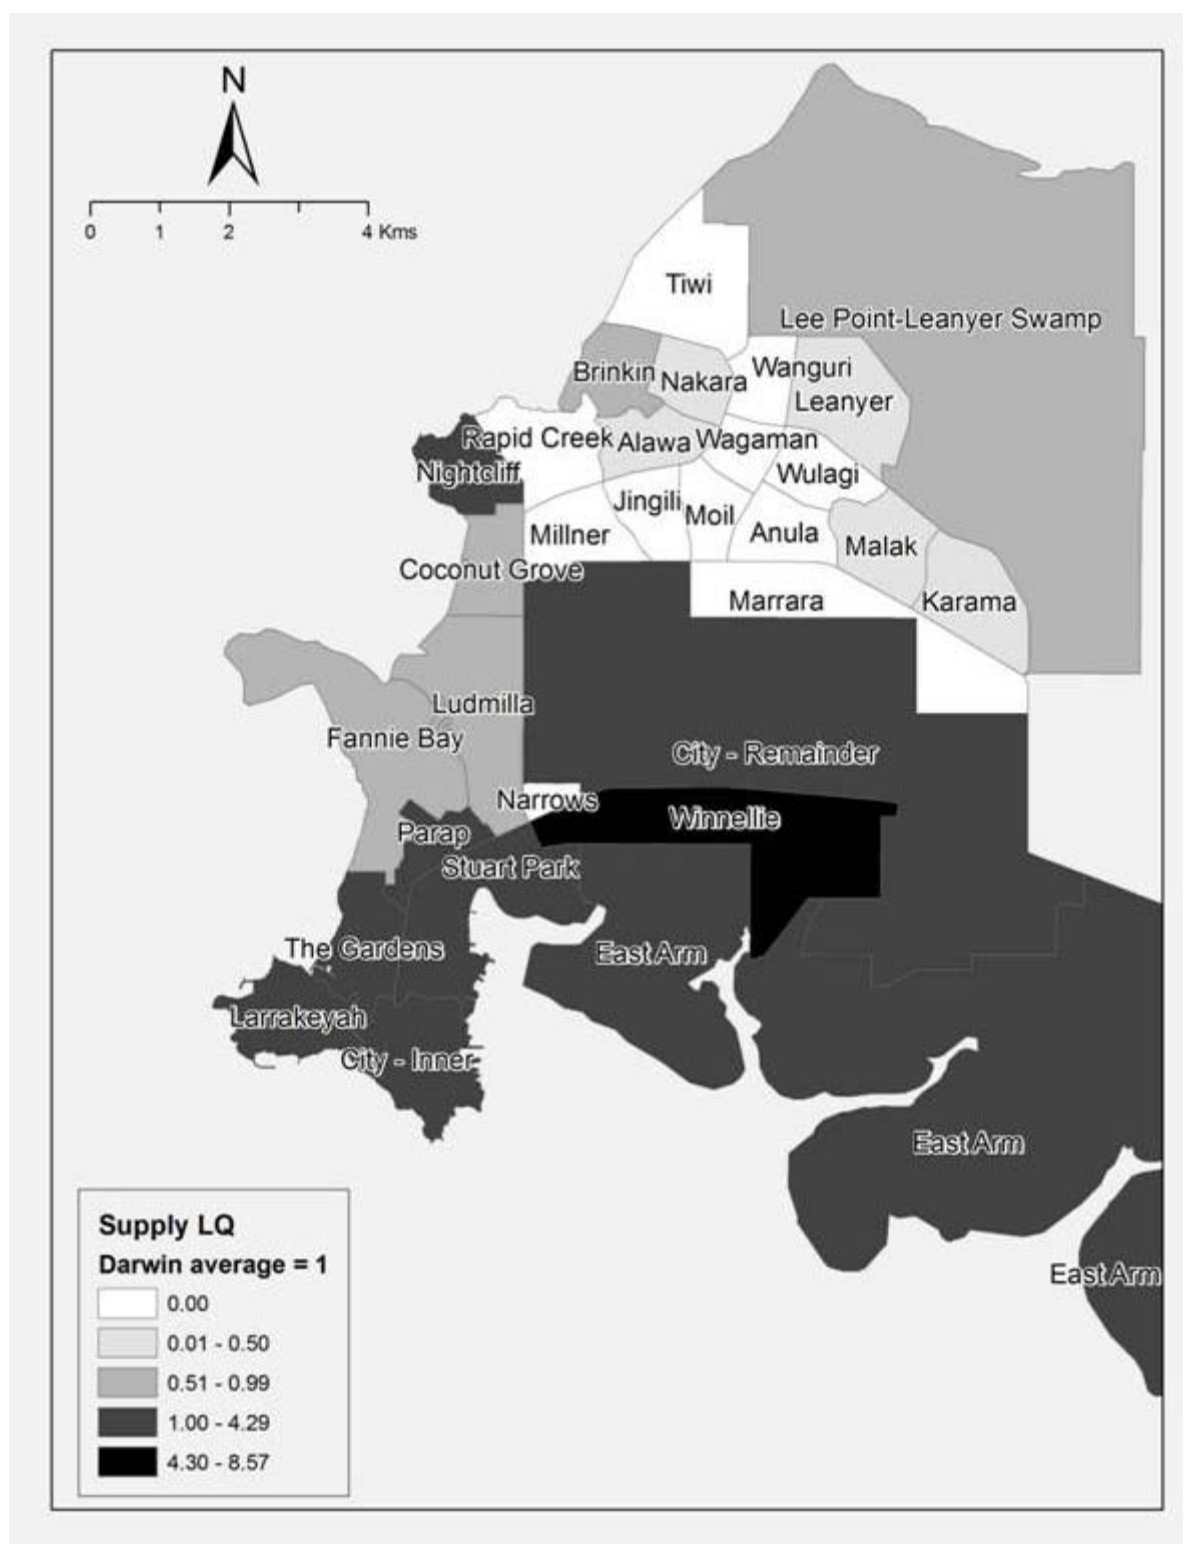 N
0 1 2 4 Kms
Tiwi
Lee Point-Leanyer Swamp
Brinkin
Nakara
Wanguri
Leanyer
Rapid Creek
Alawa
Wagaman
Nightcliff
Wulagi
Jingili
Moil
Millner
Anula
Malak
Coconut Grove
Marrara
Karama
Ludmilla
Fannie Bay
City - Remainder
Narrows
Winnellie
Parap
Stuart Park
The Gardens
East Arm
Larrakeyah
City - Inner
East Arm
East Arm
Supply LQ
Darwin average = 1
0.00
0.01 - 0.50
0.51 - 0.99
1.00 - 4.29
4.30 - 8.57